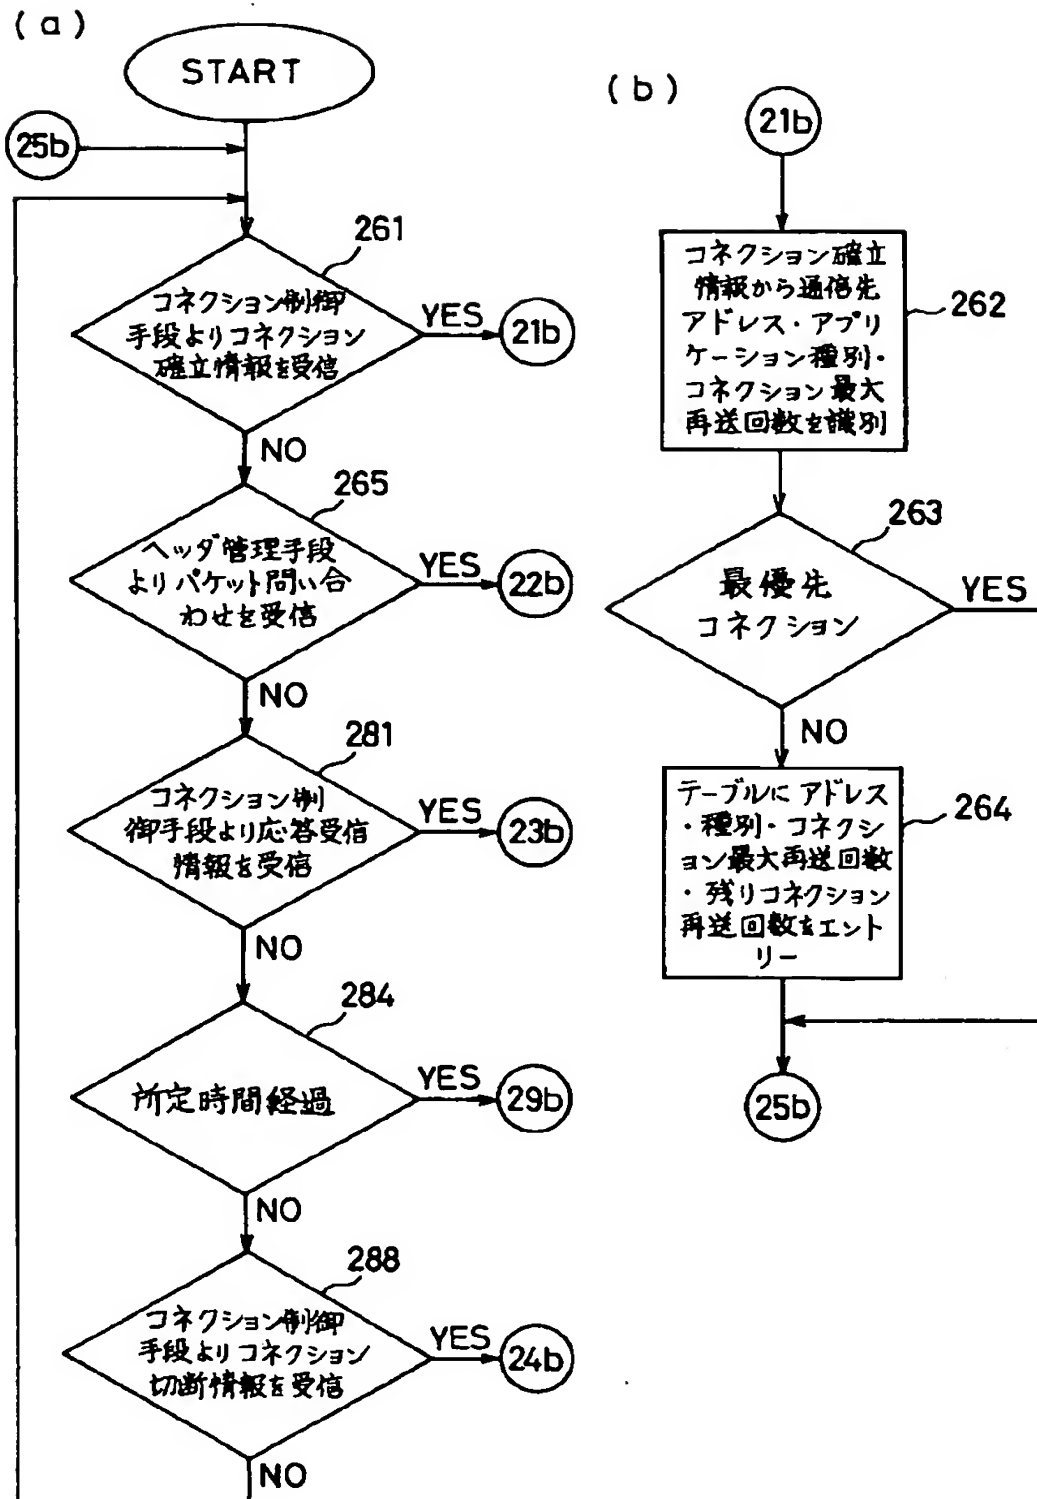 (a)
START
25b
261
コネクション制御
手段よりコネクション
確立情報を受信
YES
21b
NO
265
ヘッダ管理手段
よりパケット問い合
わせを受信
YES
22b
NO
281
コネクション制
御手段より応答受信
情報を受信
YES
23b
NO
284
所定時間経過
YES
29b
NO
288
コネクション制御
手段よりコネクション
切断情報を受信
YES
24b
NO
(b)
21b
コネクション確立
情報から通信先
アドレス・アプリ
ケーション種別・
コネクション最大
再送回数を識別
262
263
最優先
コネクション
YES
NO
テーブルにアドレス
・種別・コネクシ
ョン最大再送回数
・残りコネクション
再送回数をエント
リー
264
25b